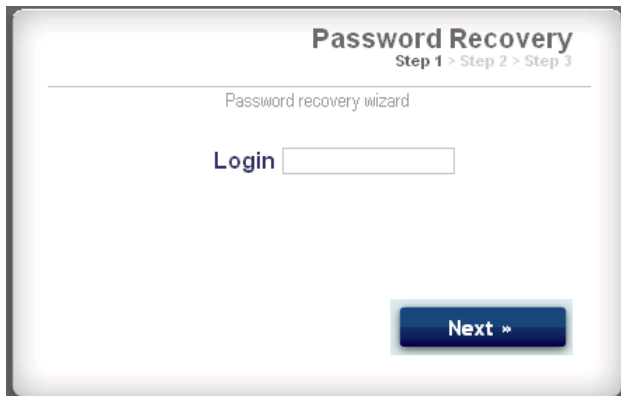 Password Recovery
Step 1 > Step 2 > Step 3
Password recovery wizard
Login
Next »